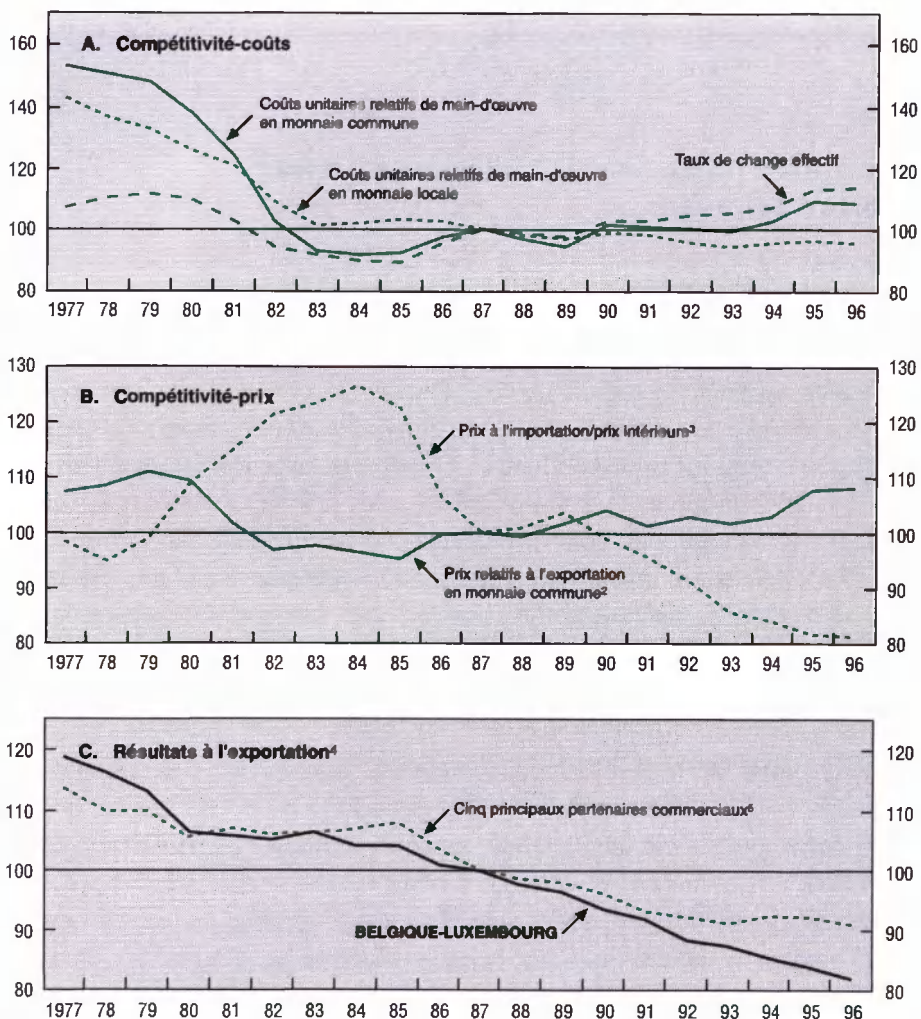 A. Compétitivité-coûts
160 160
140 140
120 120
100 100
80 80
Coûts unitaires relatifs de main-d'œuvre
en monnaie commune
Coûts unitaires relatifs de main-d'œuvre
en monnaie locale
Taux de change effectif
1977 78 79 80 81 82 83 84 85 86 87 88 89 90 91 92 93 94 95 96
B. Compétitivité-prix
130 130
120 120
110 110
100 100
90 90
80 80
Prix à l'importation/prix intérieurs³
Prix relatifs à l'exportation
en monnaie commune²
1977 78 79 80 81 82 83 84 85 86 87 88 89 90 91 92 93 94 95 96
C. Résultats à l'exportation⁴
120 120
110 110
100 100
90 90
80 80
Cinq principaux partenaires commerciaux⁵
BELGIQUE-LUXEMBOURG
1977 78 79 80 81 82 83 84 85 86 87 88 89 90 91 92 93 94 95 96